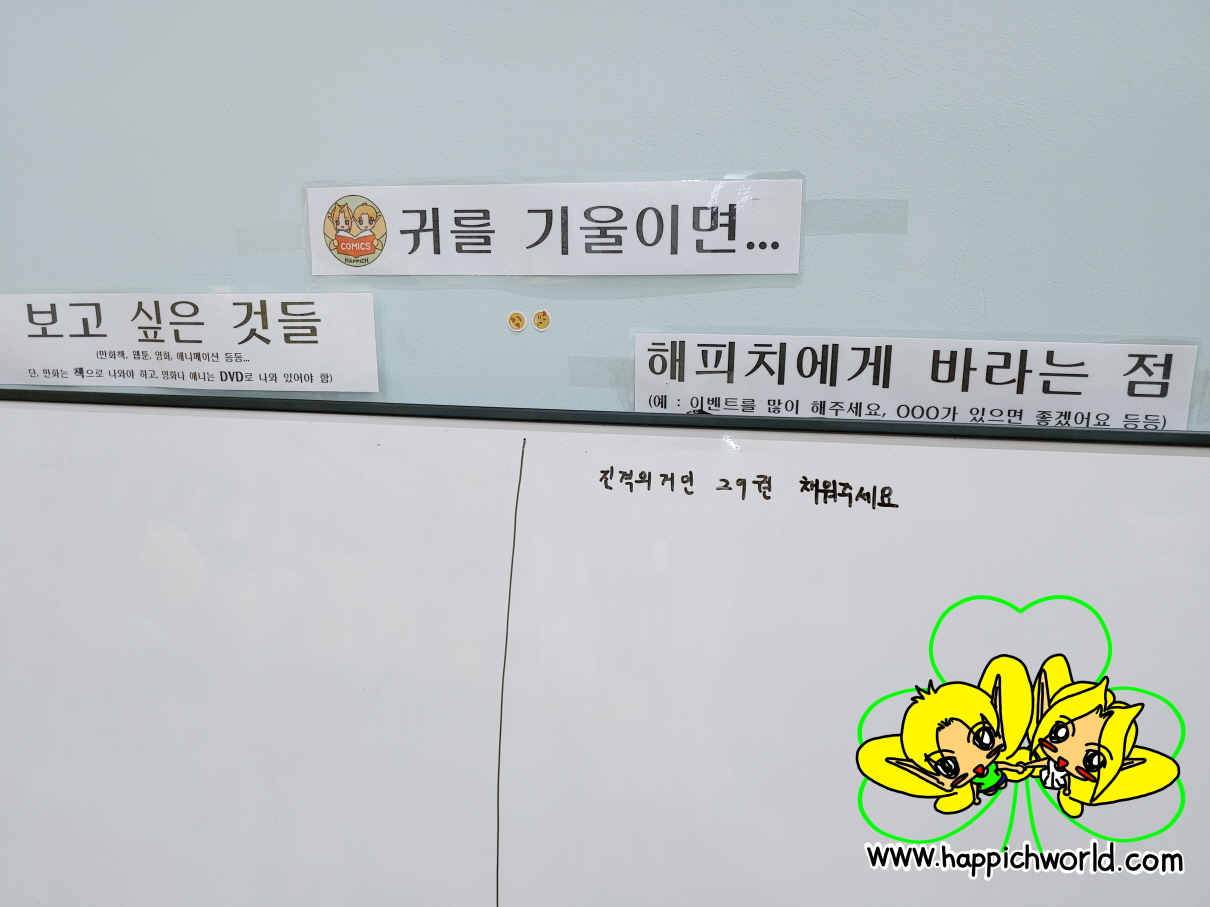 COMICS
HAPPICH
귀를 기울이면...
보고 싶은 것들
(만화책, 웹툰, 영화, 애니메이션 등등...
단, 만화는 책으로 나와야 하고, 영화나 애니는 DVD로 나와 있어야 함)
해피치에게 바라는 점
(예 : 이벤트를 많이 해주세요, OOO가 있으면 좋겠어요 등등)
진격의거인 29권 채워주세요
www.happichworld.com